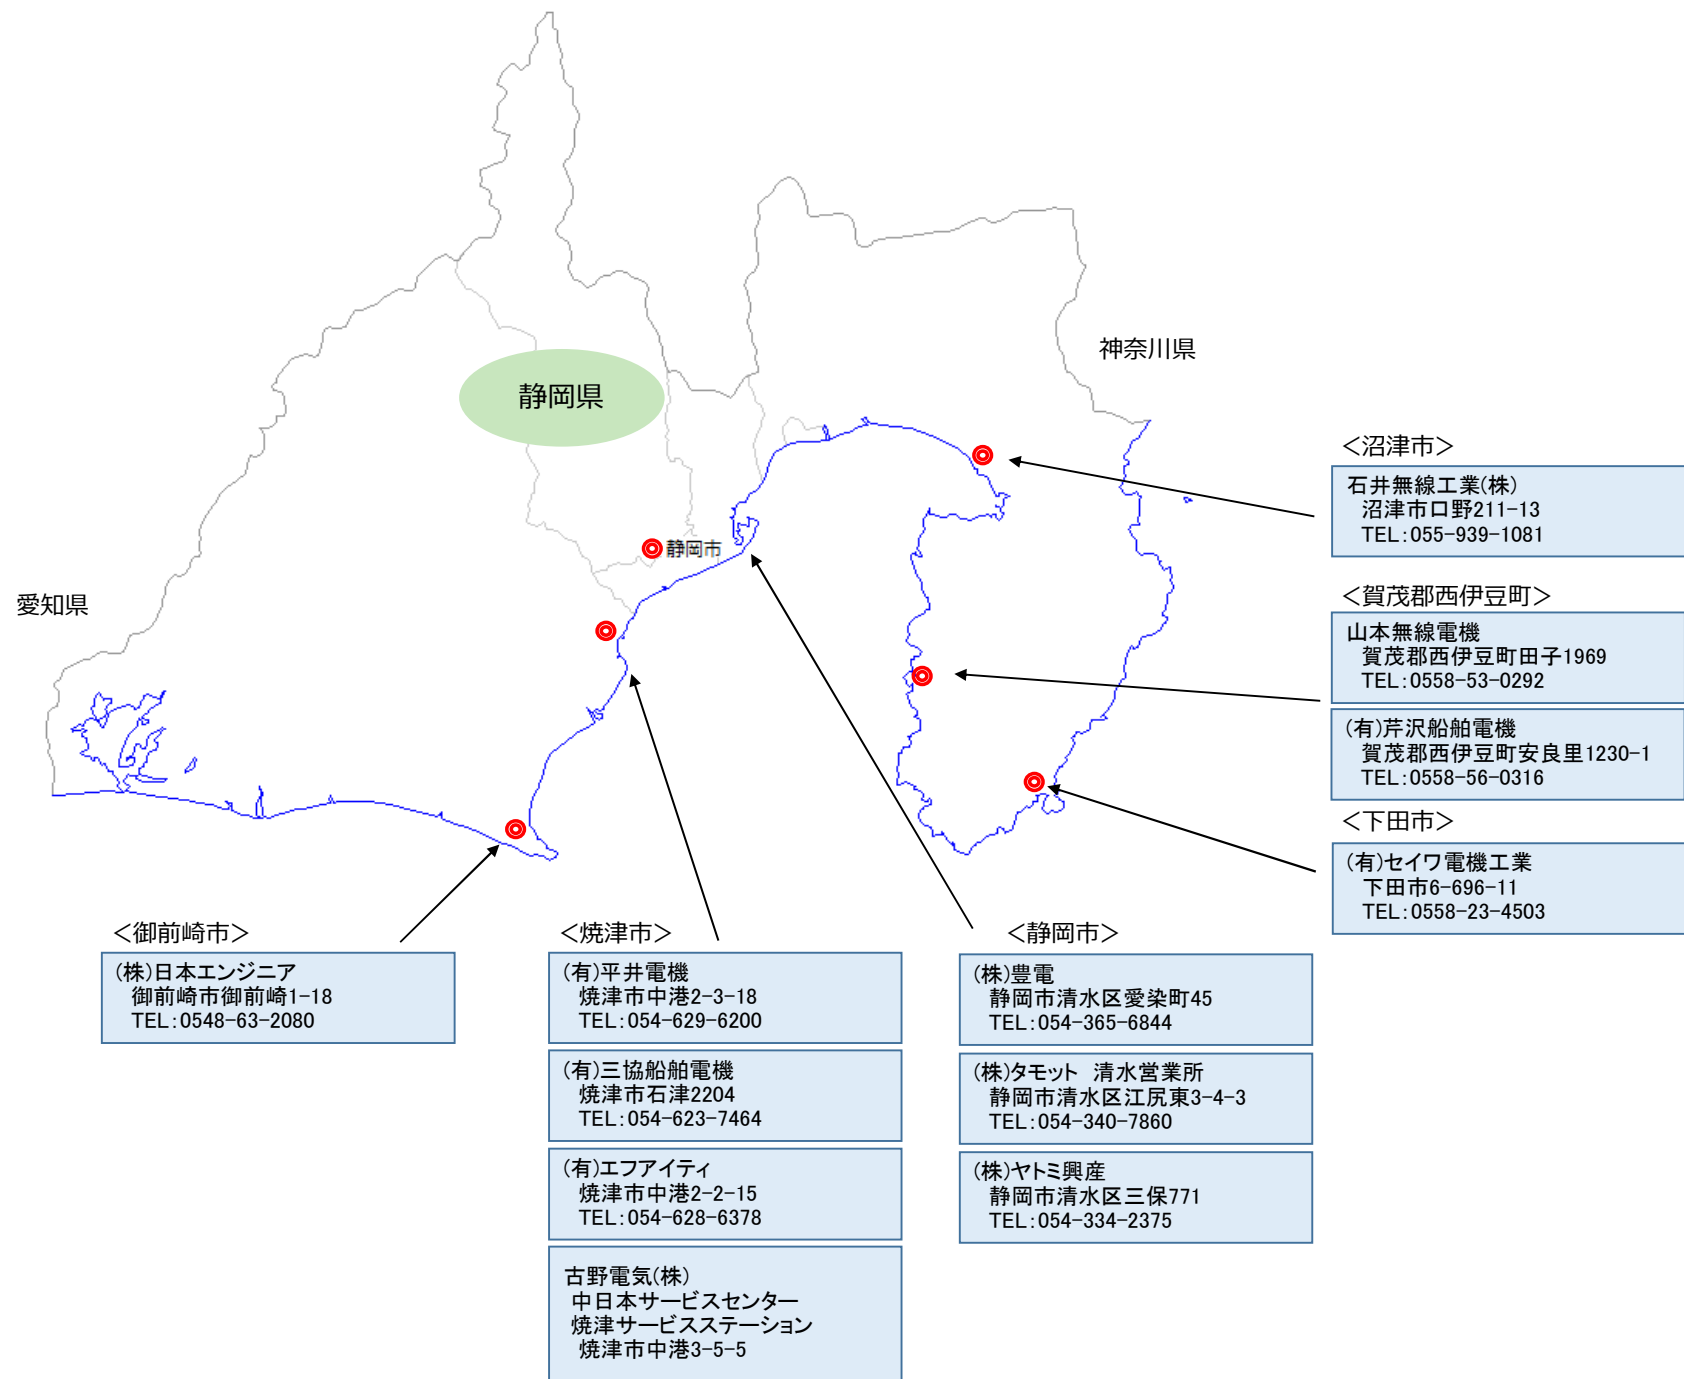 神奈川県
静岡県
静岡市
愛知県
＜沼津市＞
石井無線工業(株)
沼津市口野211-13
TEL:055-939-1081
＜賀茂郡西伊豆町＞
山本無線電機
賀茂郡西伊豆町田子1969
TEL:0558-53-0292
(有)芹沢船舶電機
賀茂郡西伊豆町安良里1230-1
TEL:0558-56-0316
＜下田市＞
(有)セイワ電機工業
下田市6-696-11
TEL:0558-23-4503
＜御前崎市＞
(株)日本エンジニア
御前崎市御前崎1-18
TEL:0548-63-2080
＜焼津市＞
(有)平井電機
焼津市中港2-3-18
TEL:054-629-6200
(有)三協船舶電機
焼津市石津2204
TEL:054-623-7464
(有)エフアイティ
焼津市中港2-2-15
TEL:054-628-6378
古野電気(株)
中日本サービスセンター
焼津サービスステーション
焼津市中港3-5-5
＜静岡市＞
(株)豊電
静岡市清水区愛染町45
TEL:054-365-6844
(株)タモット 清水営業所
静岡市清水区江尻東3-4-3
TEL:054-340-7860
(株)ヤトミ興産
静岡市清水区三保771
TEL:054-334-2375